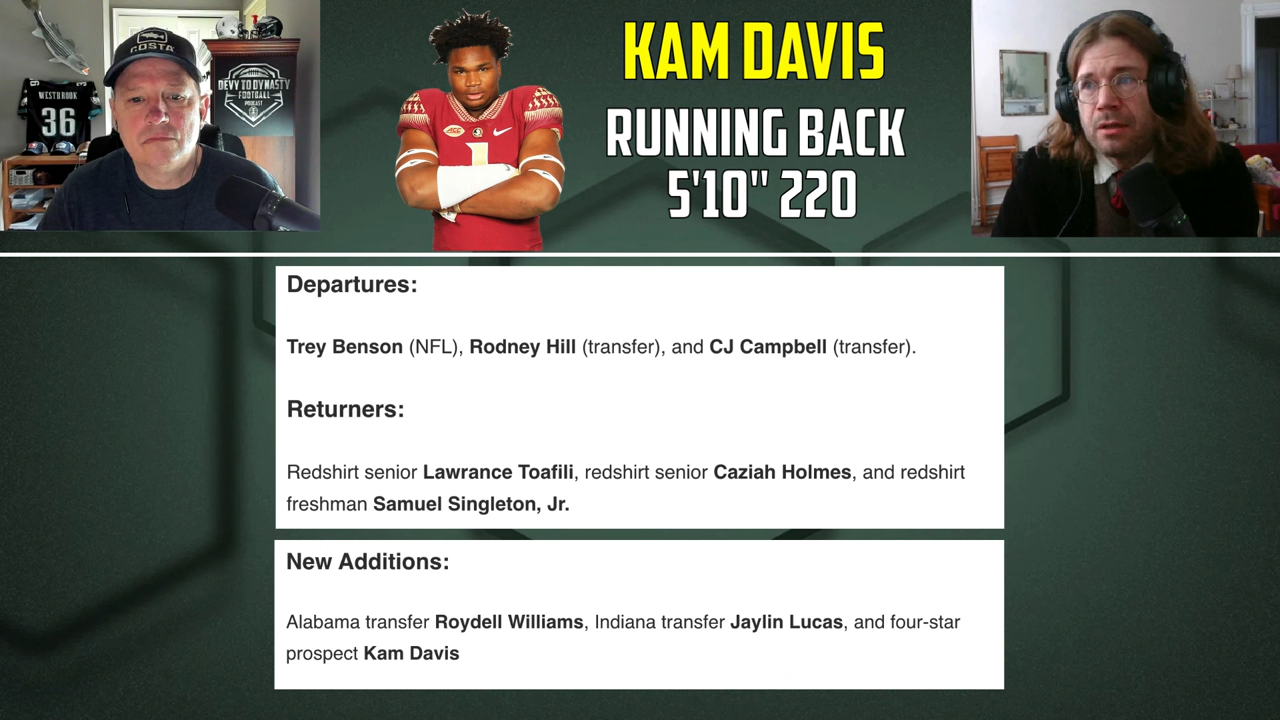 COSTA
WESTBROOK
36
DEVY TO DYNASTY
FOOTBALL
PODCAST
ACC
1
KAM DAVIS
RUNNING BACK
5'10" 220
Departures:
Trey Benson (NFL), Rodney Hill (transfer), and CJ Campbell (transfer).
Returners:
Redshirt senior Lawrance Toafili, redshirt senior Caziah Holmes, and redshirt
freshman Samuel Singleton, Jr.
New Additions:
Alabama transfer Roydell Williams, Indiana transfer Jaylin Lucas, and four-star
prospect Kam Davis